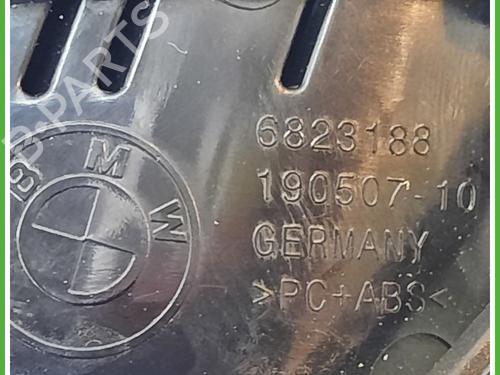 B-PARTS
BMW
6823188
190507-10
GERMANY
>PC+ABS<